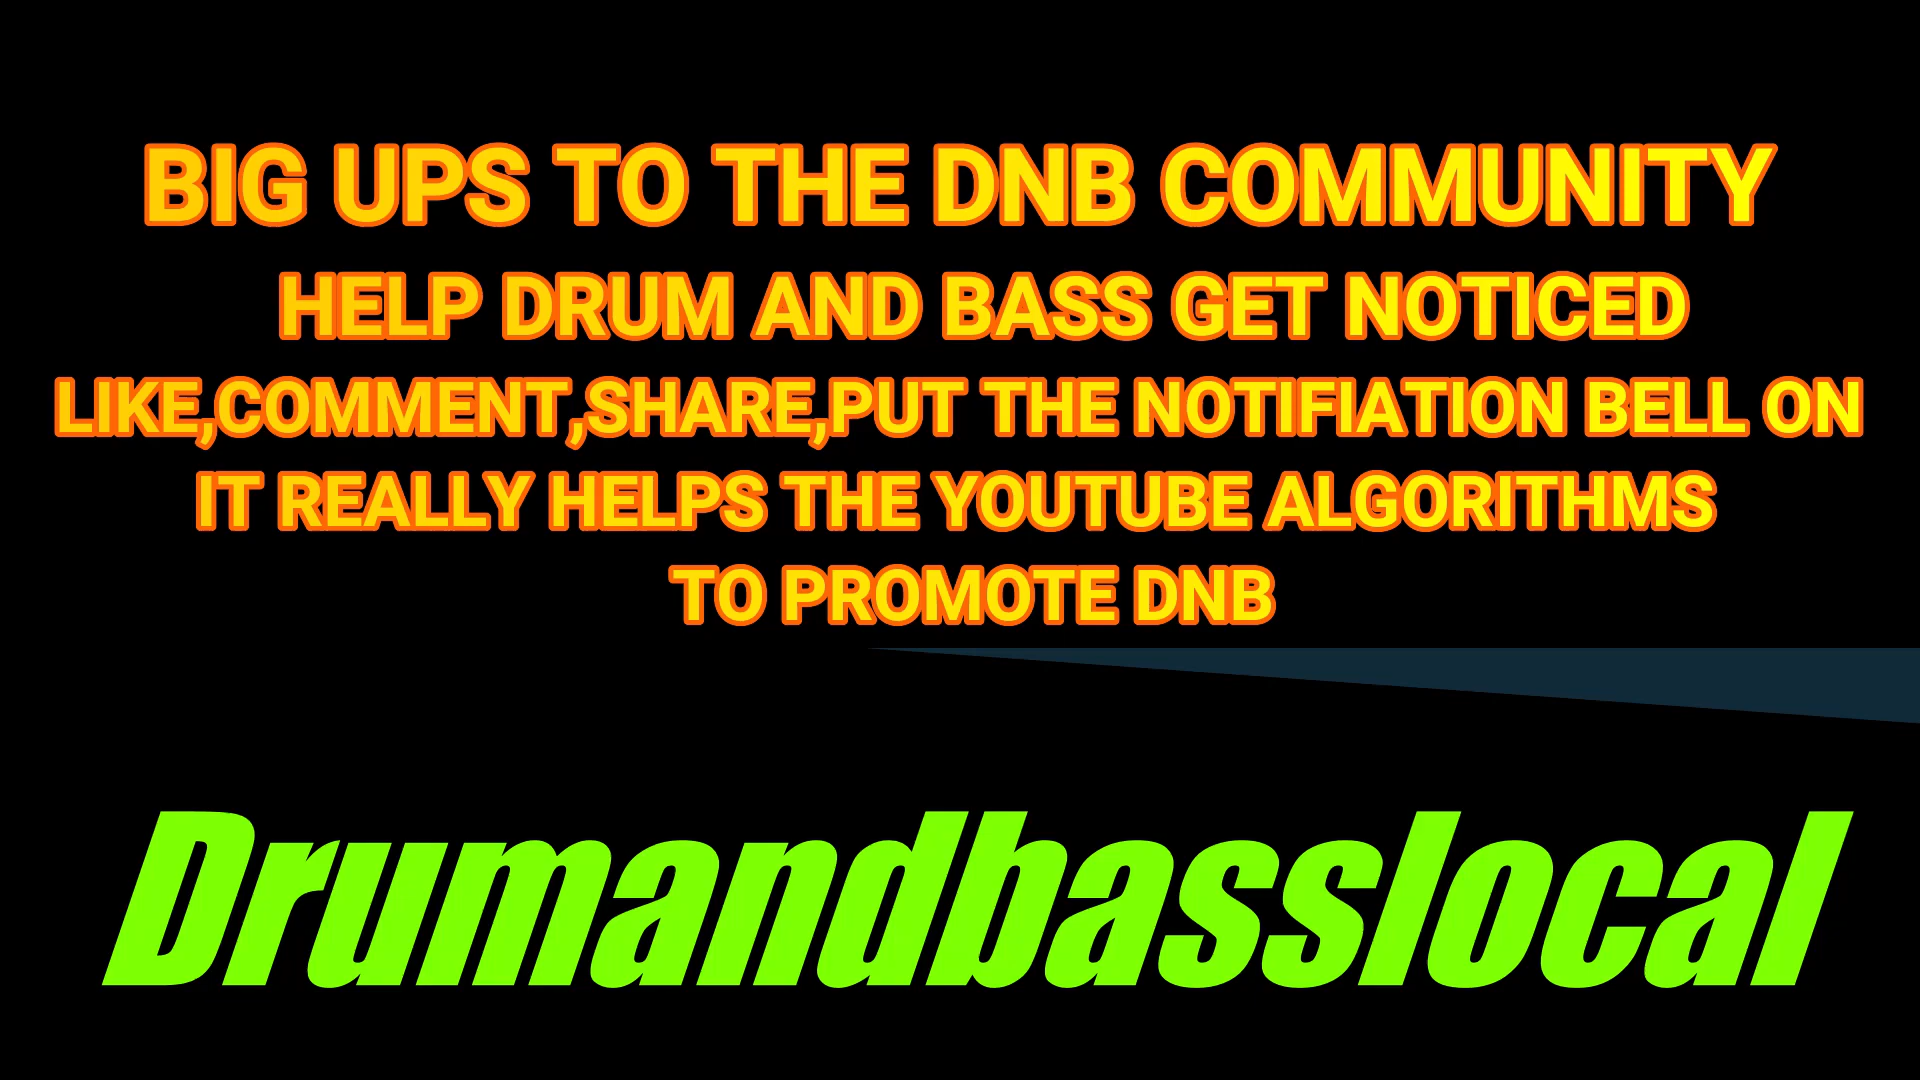 BIG UPS TO THE DNB COMMUNITY
HELP DRUM AND BASS GET NOTICED
LIKE,COMMENT,SHARE,PUT THE NOTIFIATION BELL ON
IT REALLY HELPS THE YOUTUBE ALGORITHMS
TO PROMOTE DNB
Drumandbasslocal